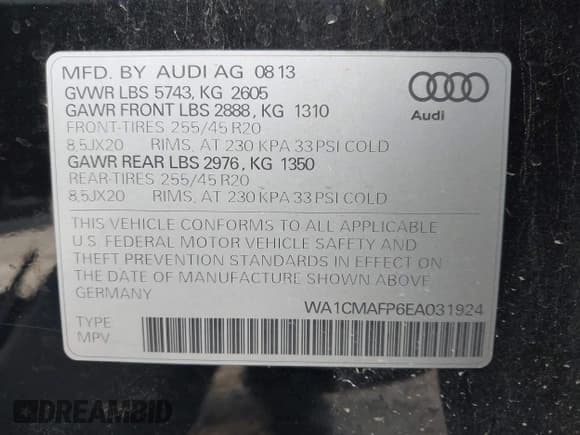 MFD. BY AUDI AG 08 13
GVWR LBS 5743, KG 2605
GAWR FRONT LBS 2888, KG 1310
FRONT-TIRES 255/45 R20
8,5JX20 RIMS, AT 230 KPA 33 PSI COLD
GAWR REAR LBS 2976, KG 1350
REAR-TIRES 255/45 R20
8,5JX20 RIMS, AT 230 KPA 33 PSI COLD
Audi
THIS VEHICLE CONFORMS TO ALL APPLICABLE
U.S. FEDERAL MOTOR VEHICLE SAFETY AND
THEFT PREVENTION STANDARDS IN EFFECT ON
THE DATE OF MANUFACTURE SHOWN ABOVE
GERMANY
WA1CMAFP6EA031924
TYPE
MPV
DREAMBID